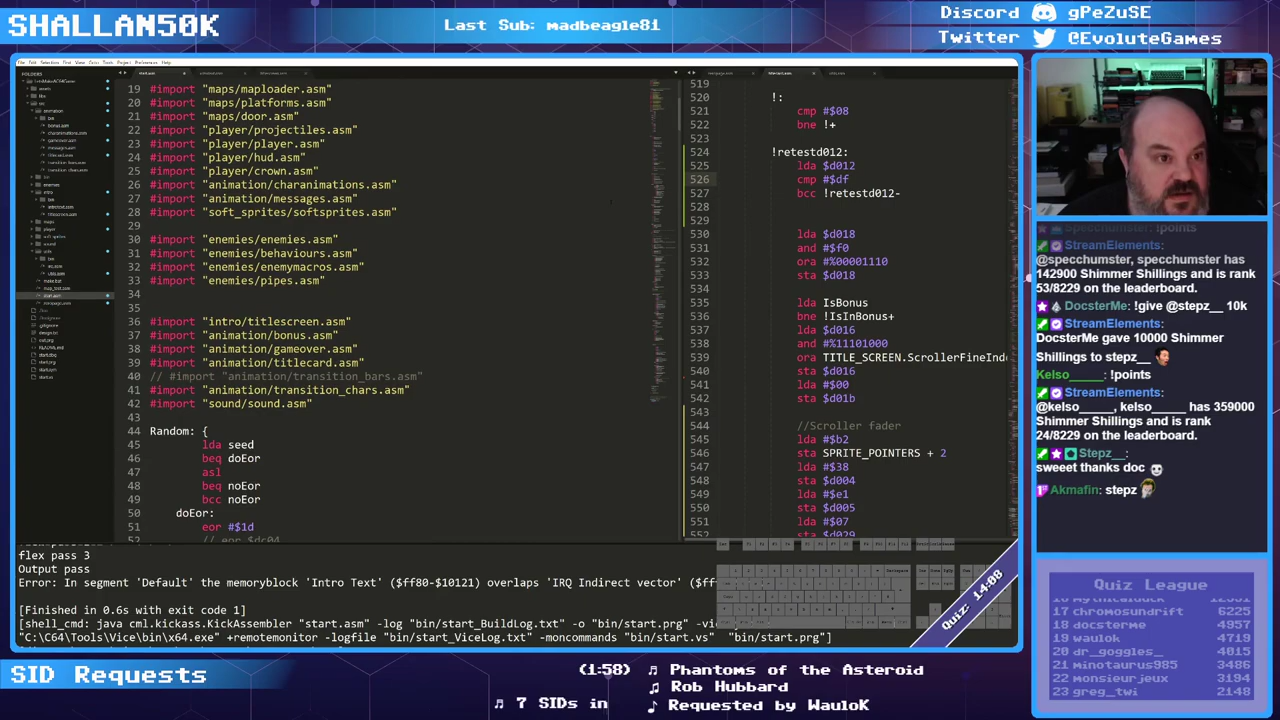 SHALLAN50K
Last Sub: madbeagle81
Discord gPeZuSE
Twitter @EvoluteGames
19 #import "maps/maploader.asm"
20 #import "maps/platforms.asm"
21 #import "maps/door.asm"
22 #import "player/projectiles.asm"
23 #import "player/player.asm"
24 #import "player/hud.asm"
25 #import "player/crown.asm"
26 #import "animation/charanimations.asm"
27 #import "animation/messages.asm"
28 #import "soft_sprites/softsprites.asm"
29
30 #import "enemies/enemies.asm"
31 #import "enemies/behaviours.asm"
32 #import "enemies/enemymacros.asm"
33 #import "enemies/pipes.asm"
34
35
36 #import "intro/titlescreen.asm"
37 #import "animation/bonus.asm"
38 #import "animation/gameover.asm"
39 #import "animation/titlecard.asm"
40 // #import "animation/transition_bars.asm"
41 #import "animation/transition_chars.asm"
42 #import "sound/sound.asm"
43
44 Random: {
45 lda seed
46 beq doEor
47 asl
48 beq noEor
49 bcc noEor
50 doEor:
51 eor #$1d
52 // eor $dc04
519
520 !:
521 cmp #$08
522 bne !+
523
524 !retestd012:
525 lda $d012
526 cmp #$df
527 bcc !retestd012-
528
529
530 lda $d018
531 and #$f0
532 ora #%00001110
533 sta $d018
534
535 lda IsBonus
536 bne !IsInBonus+
537 lda $d016
538 and #%11101000
539 ora TITLE_SCREEN.ScrollerFineInde
540 sta $d016
541 lda #$00
542 sta $d01b
543
544 //Scroller fader
545 lda #$b2
546 sta SPRITE_POINTERS + 2
547 lda #$38
548 sta $d004
549 lda #$e1
550 sta $d005
551 lda #$07
552 sta $d029
flex pass 3
Output pass
Error: In segment 'Default' the memoryblock 'Intro Text' ($ff80-$10121) overlaps 'IRQ Indirect vector' ($ff
[Finished in 0.6s with exit code 1]
[shell_cmd: java cml.kickass.KickAssembler "start.asm" -log "bin/start_BuildLog.txt" -o "bin/start.prg" -vi
"C:\C64\Tools\Vice\bin\x64.exe" +remotemonitor -logfile "bin/start_ViceLog.txt" -moncommands "bin/start.vs" "bin/start.prg"]
Quiz: 14:08
Specchumster: !points
StreamElements:
@specchumster, specchumster has
142900 Shimmer Shillings and is rank
53/8229 on the leaderboard.
DocsterMe: !give @stepz__ 10k
StreamElements:
DocsterMe gave 10000 Shimmer
Shillings to stepz__
Kelso_____: !points
StreamElements:
@kelso_____, kelso_____ has 359000
Shimmer Shillings and is rank
24/8229 on the leaderboard.
Stepz__:
sweeet thanks doc
Akmafin: stepz
Quiz League
17 chromosundrift 6225
18 docsterme 4957
19 waulok 4719
20 dr_goggles_ 4015
21 minotaurus985 3486
22 monsieurjeux 3194
23 greg_twi 2148
SID Requests
(1:58) Phantoms of the Asteroid
Rob Hubbard
7 SIDs in
Requested by WauloK